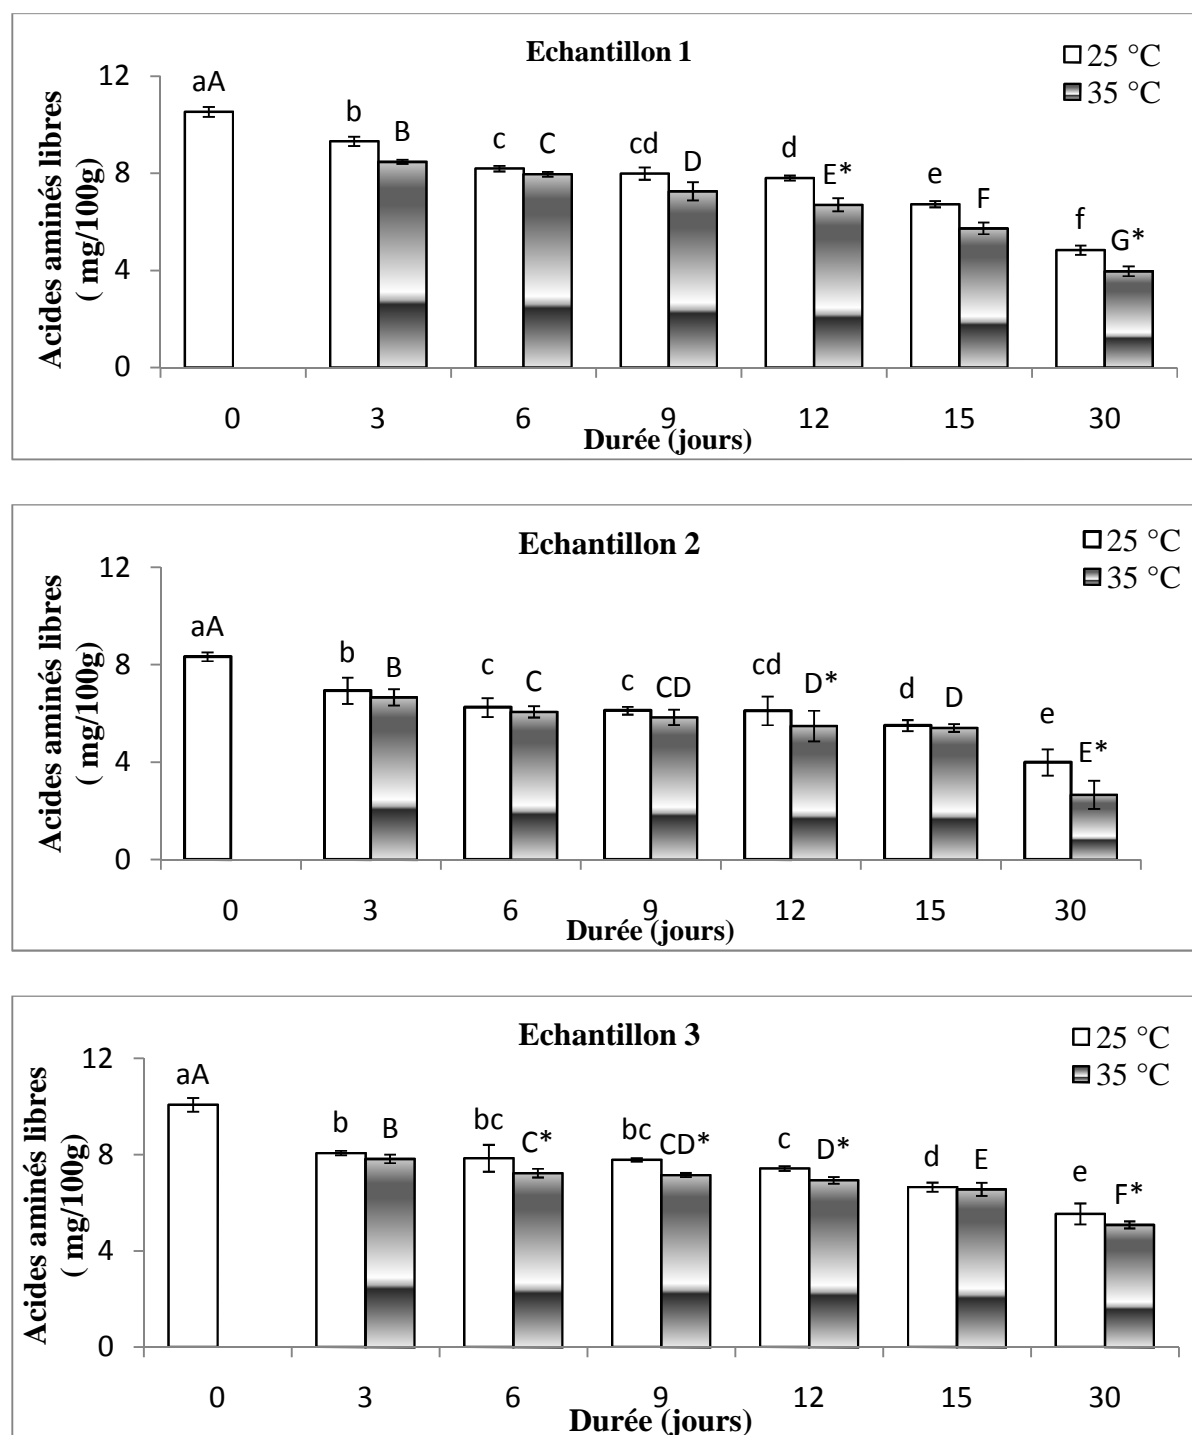 Echantillon 1
25 °C
35 °C
Acides aminés libres
( mg/100g)
12
8
4
0
aA
b
B
c
C
cd
D
d
E*
e
F
f
G*
0 3 6 9 12 15 30
Durée (jours)
Echantillon 2
25 °C
35 °C
Acides aminés libres
( mg/100g)
12
8
4
0
aA
b
B
c
C
c
CD
cd
D*
d
D
e
E*
0 3 6 9 12 15 30
Durée (jours)
Echantillon 3
25 °C
35 °C
Acides aminés libres
( mg/100g)
12
8
4
0
aA
b
B
bc
C*
bc
CD*
c
D*
d
E
e
F*
0 3 6 9 12 15 30
Durée (jours)